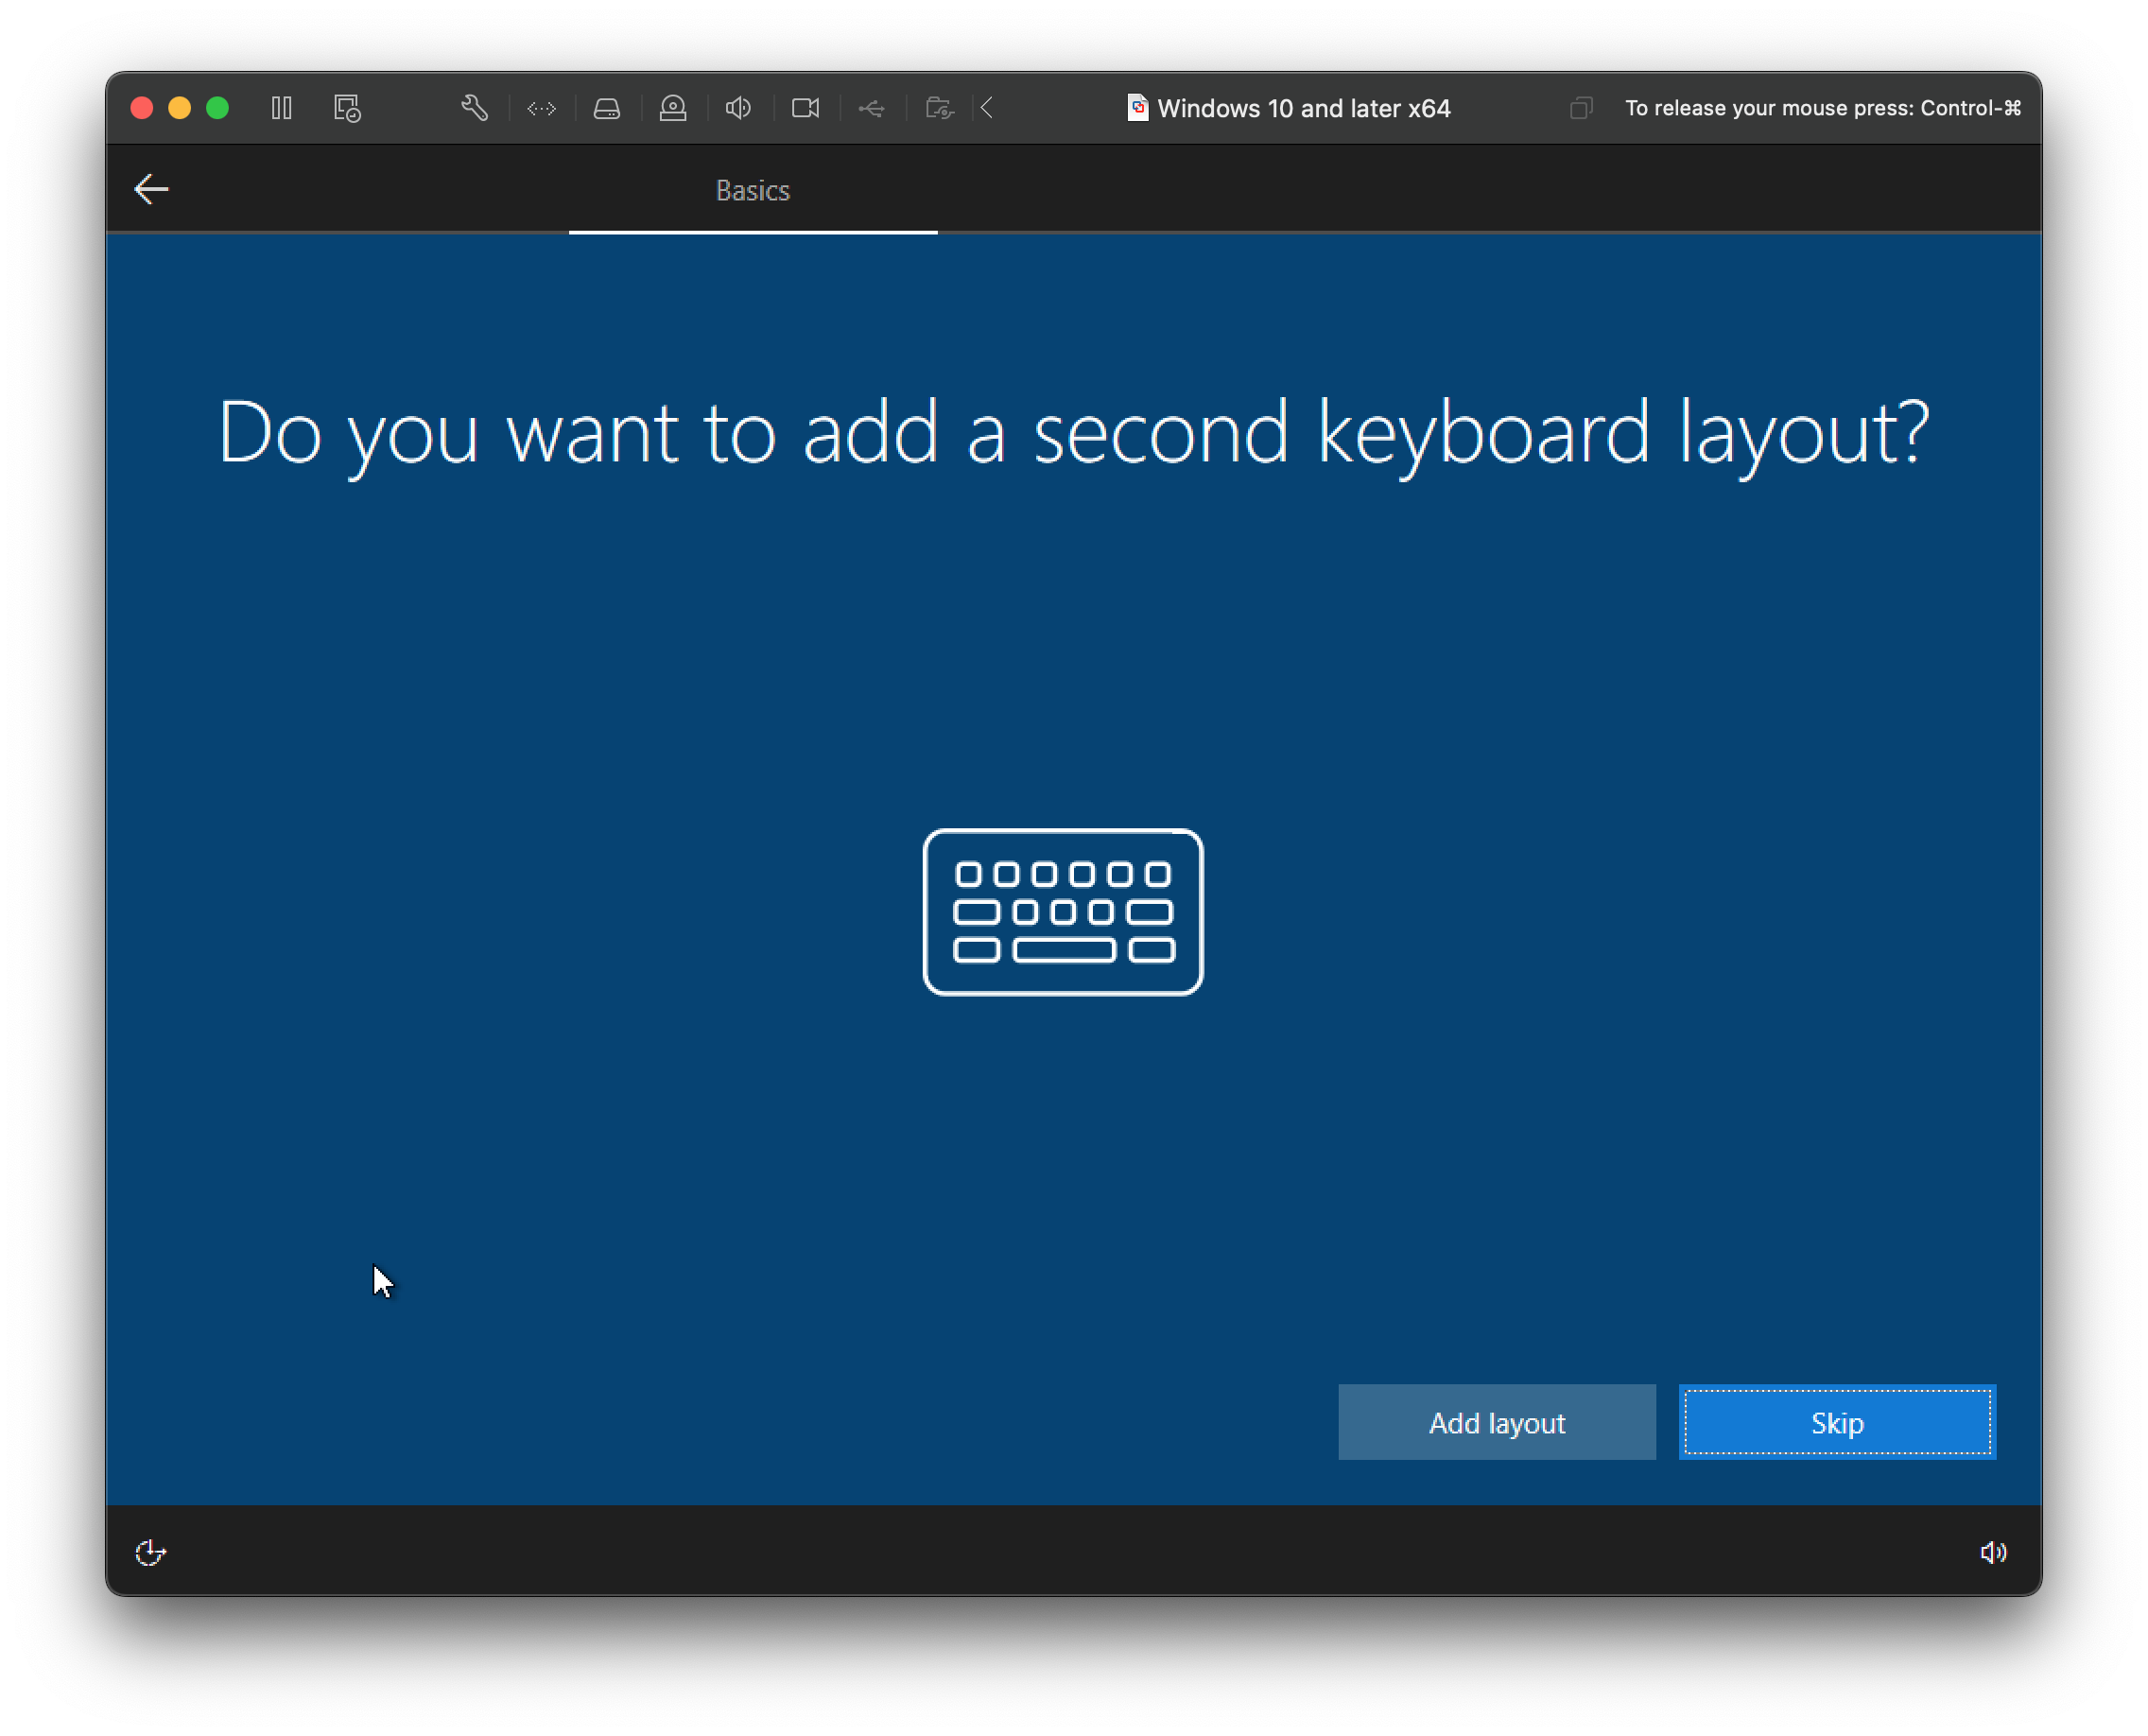 Windows 10 and later x64
To release your mouse press: Control-⌘
Basics
Do you want to add a second keyboard layout?
Add layout
Skip